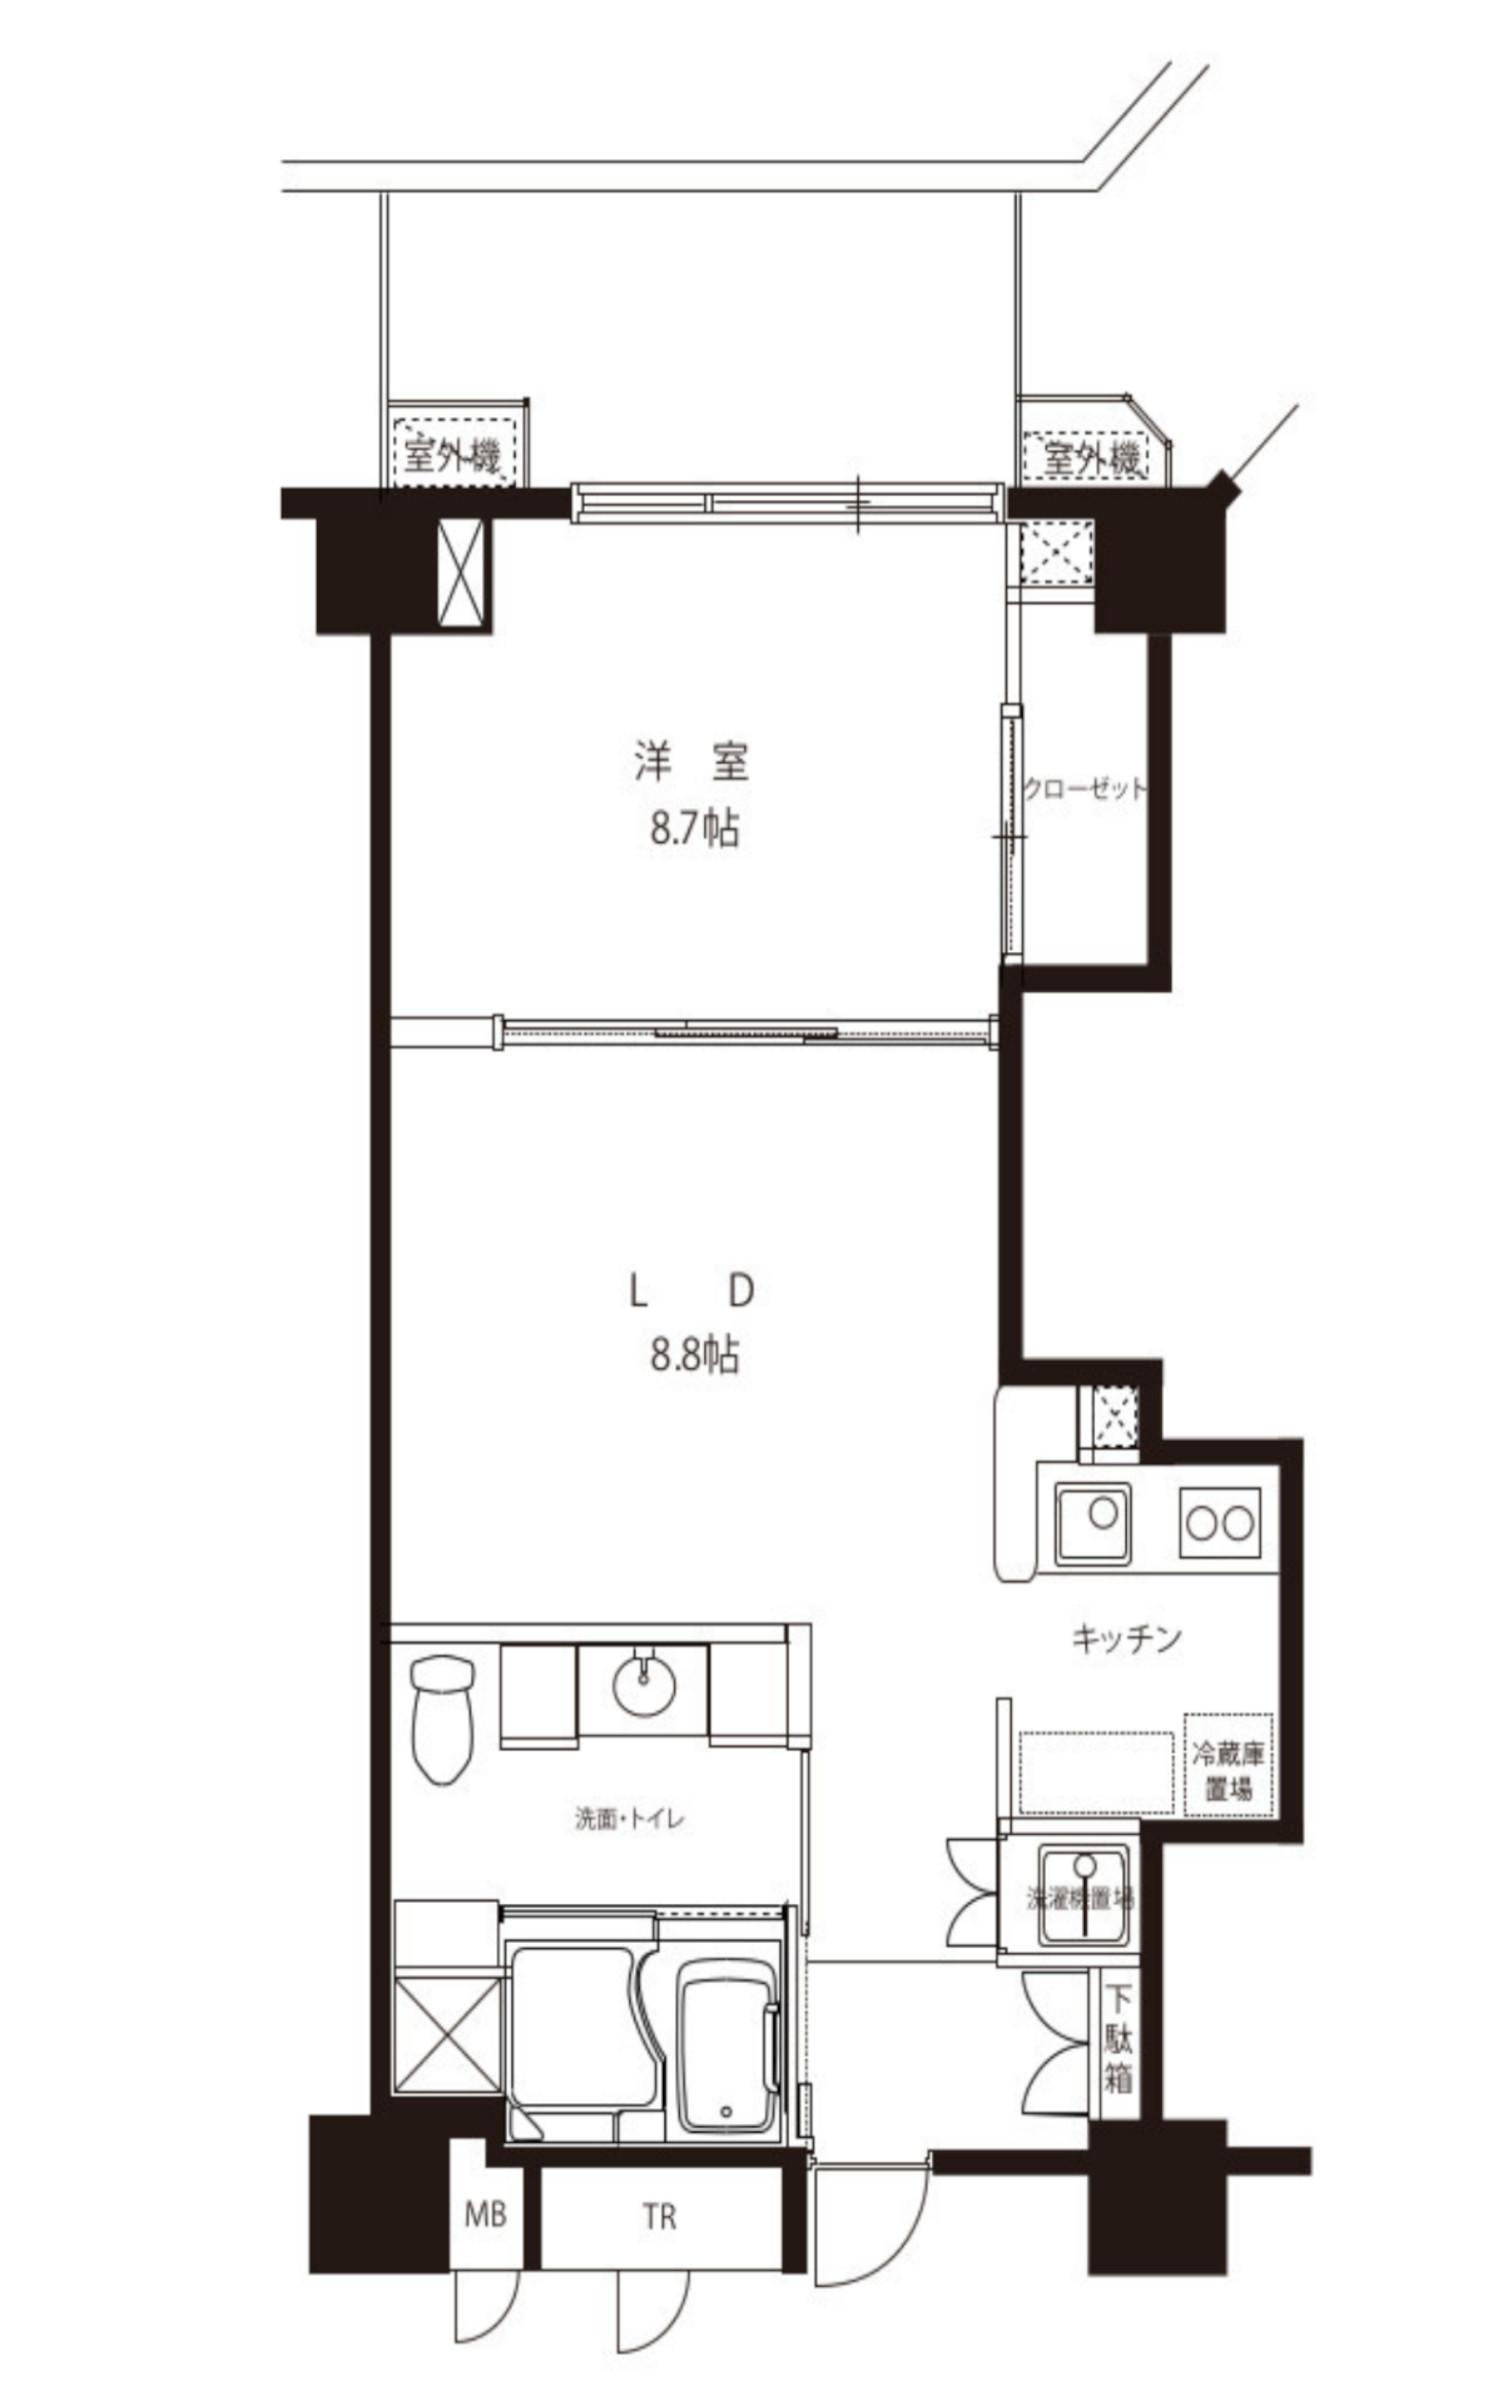 室外機
室外機
洋 室
8.7帖
クローゼット
L D
8.8帖
キッチン
冷蔵庫
置場
洗面・トイレ
洗濯機置場
下駄箱
MB
TR